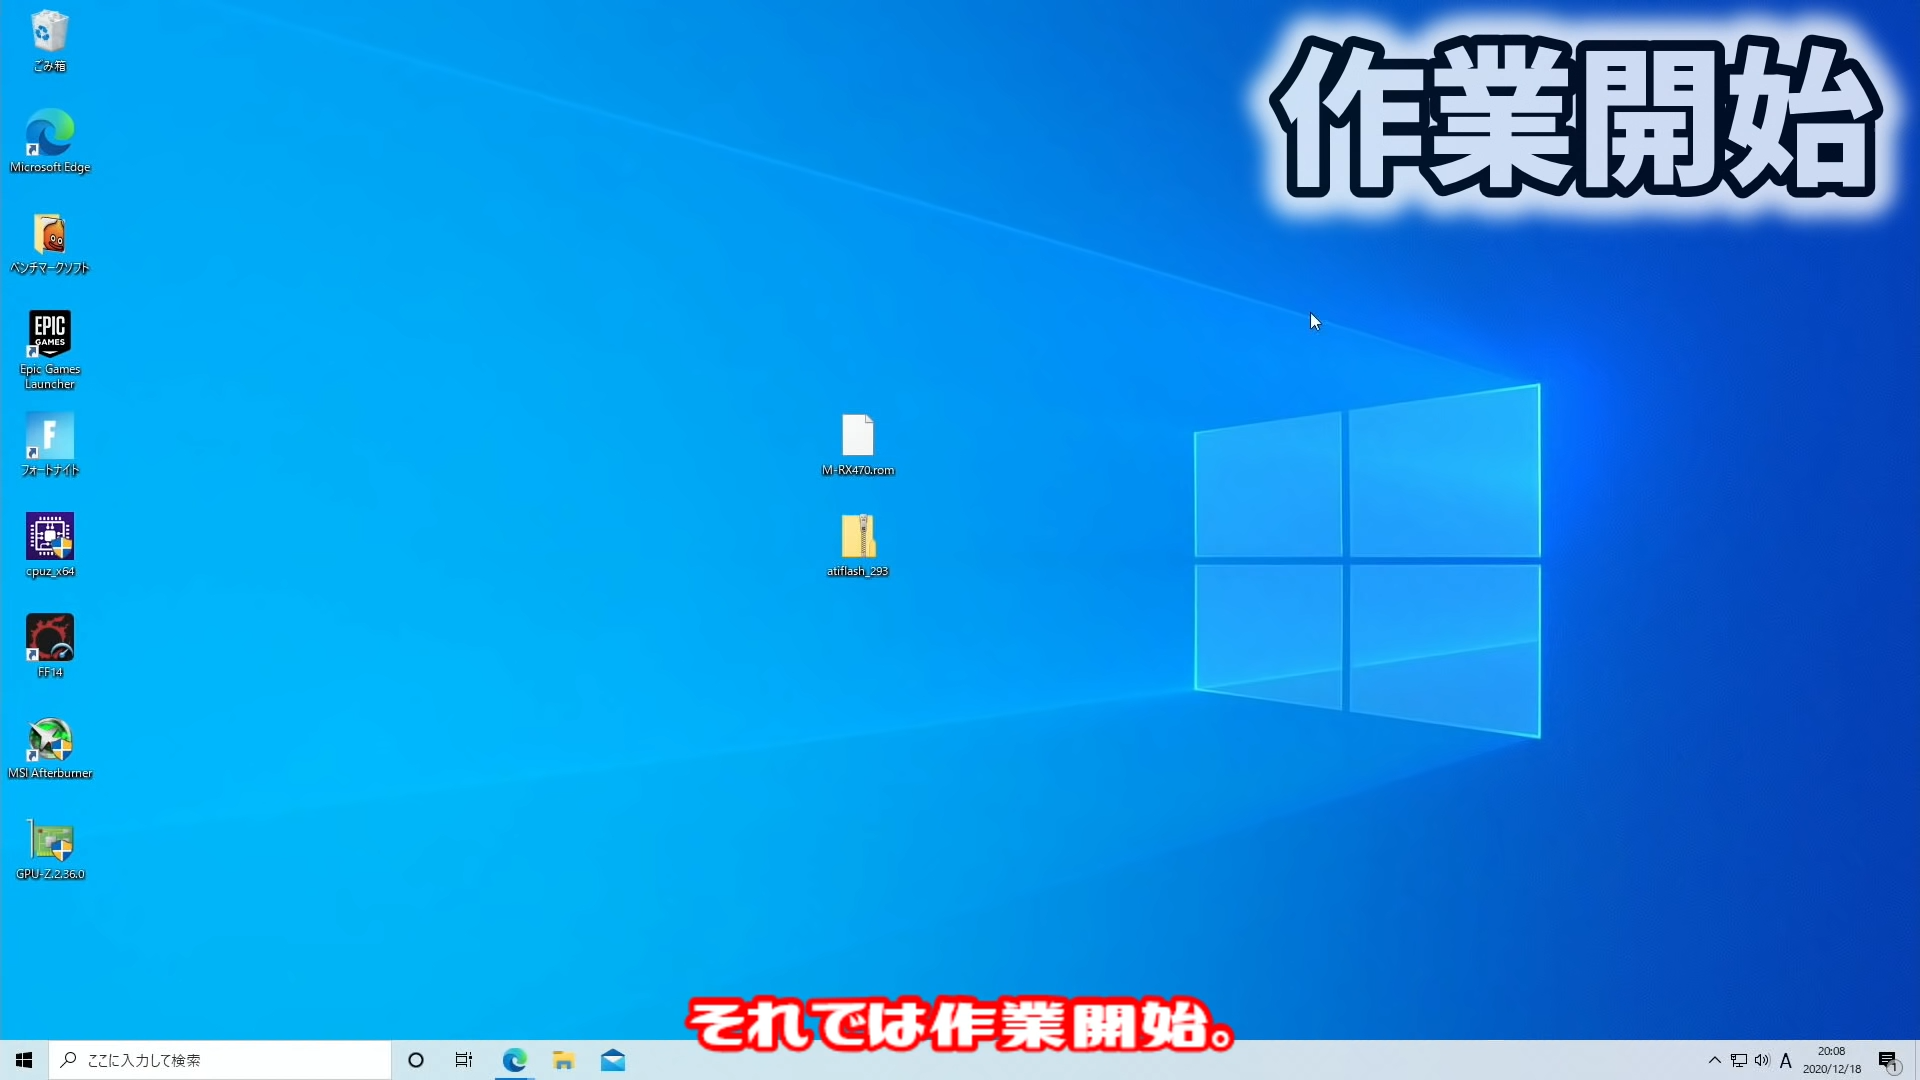 作業開始
ごみ箱
Microsoft Edge
ベンチマークソフト
EPIC
GAMES
Epic Games
Launcher
F
フォートナイト
cpuz_x64
FF14
MSI Afterburner
GPU-Z.2.36.0
M-RX470.rom
atiflash_293
それでは作業開始。
ここに入力して検索
A
20:08
2020/12/18
1